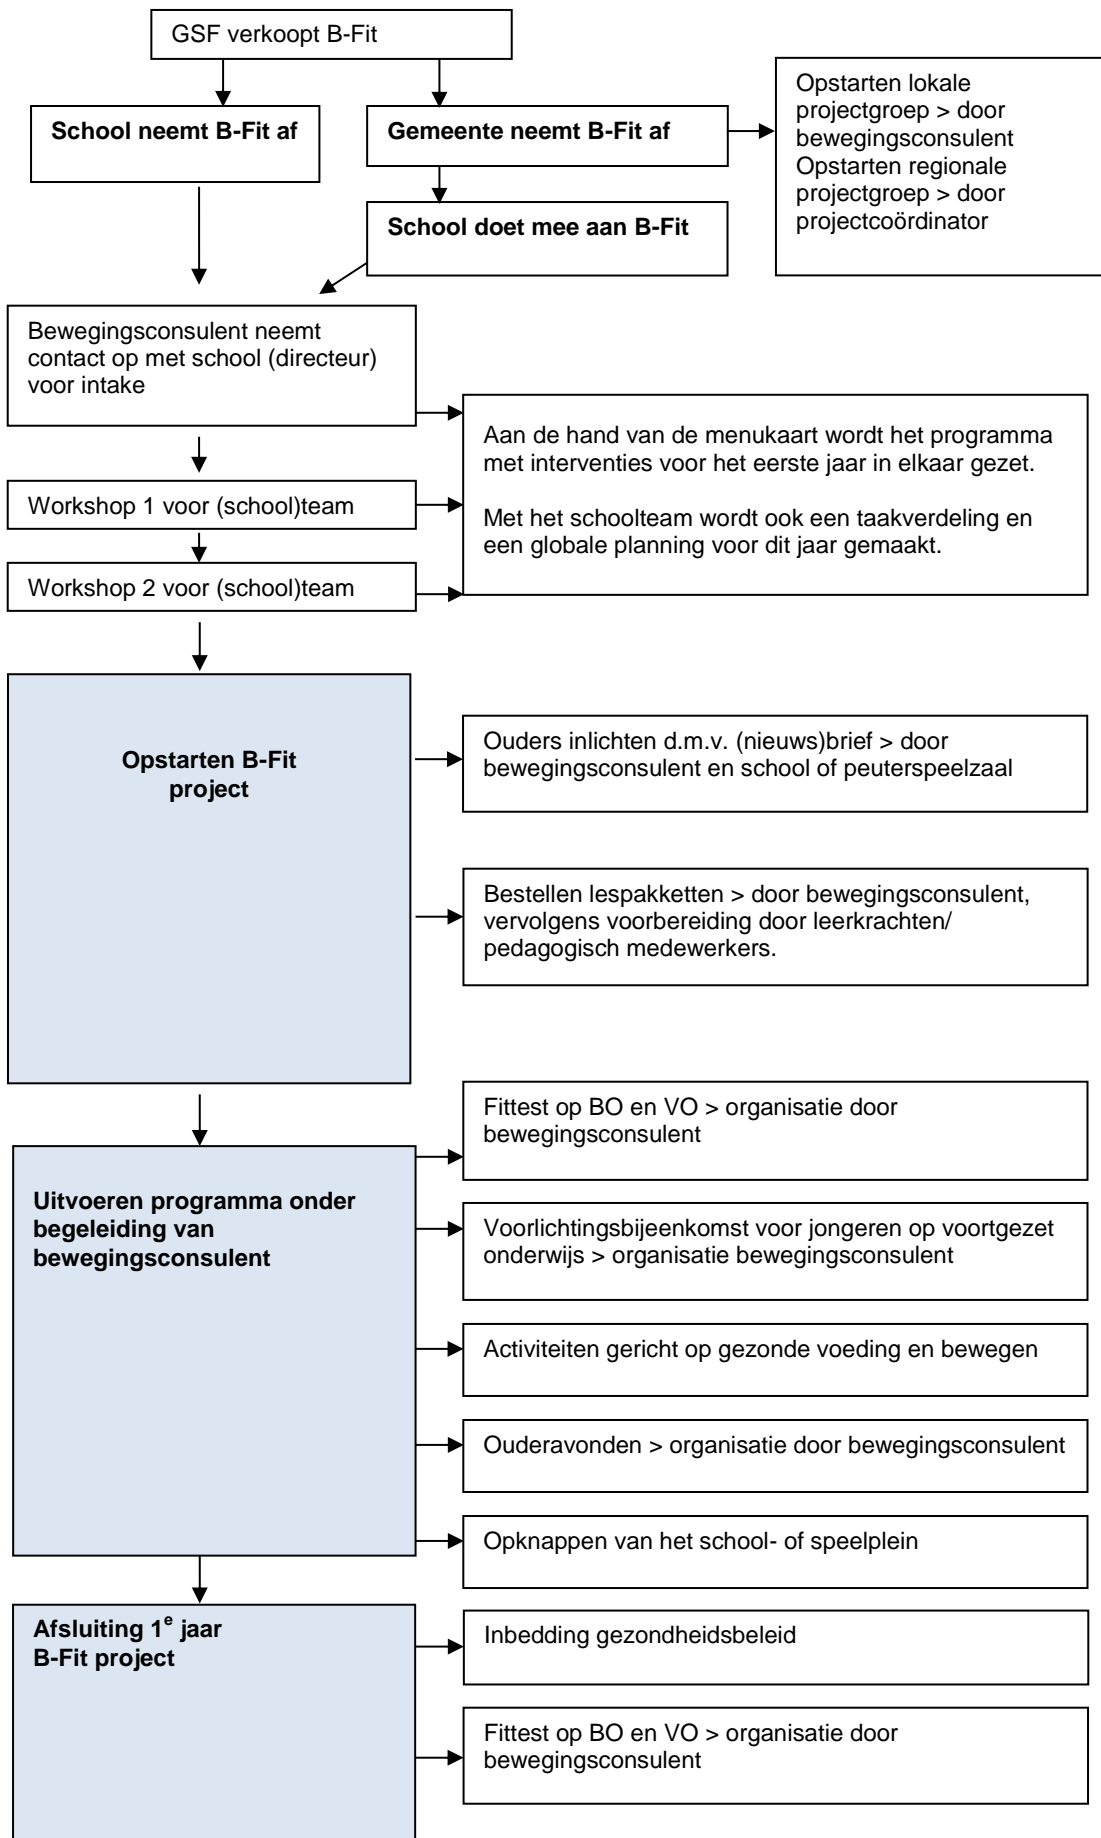 GSF verkoopt B-Fit
School neemt B-Fit af
Gemeente neemt B-Fit af
Opstarten lokale
projectgroep > door
bewegingsconsulent
Opstarten regionale
projectgroep > door
projectcoördinator
School doet mee aan B-Fit
Bewegingsconsulent neemt
contact op met school (directeur)
voor intake
Aan de hand van de menukaart wordt het programma
met interventies voor het eerste jaar in elkaar gezet.
Met het schoolteam wordt ook een taakverdeling en
een globale planning voor dit jaar gemaakt.
Workshop 1 voor (school)team
Workshop 2 voor (school)team
Opstarten B-Fit
project
Ouders inlichten d.m.v. (nieuws)brief > door
bewegingsconsulent en school of peuterspeelzaal
Bestellen lespakketten > door bewegingsconsulent,
vervolgens voorbereiding door leerkrachten/
pedagogisch medewerkers.
Uitvoeren programma onder
begeleiding van
bewegingsconsulent
Fittest op BO en VO > organisatie door
bewegingsconsulent
Voorlichtingsbijeenkomst voor jongeren op voortgezet
onderwijs > organisatie bewegingsconsulent
Activiteiten gericht op gezonde voeding en bewegen
Ouderavonden > organisatie door bewegingsconsulent
Opknappen van het school- of speelplein
Afsluiting 1e jaar
B-Fit project
Inbedding gezondheidsbeleid
Fittest op BO en VO > organisatie door
bewegingsconsulent